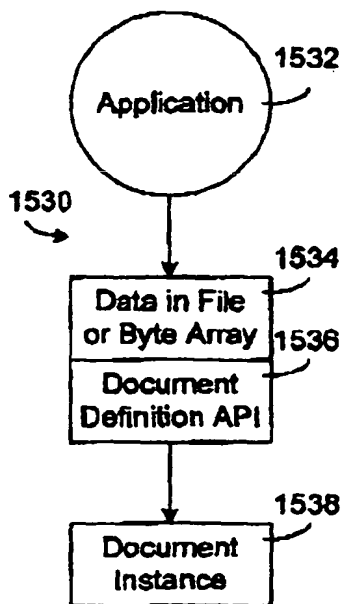 1532
Application
1530
1534
Data in File
or Byte Array
1536
Document
Definition API
1538
Document
Instance